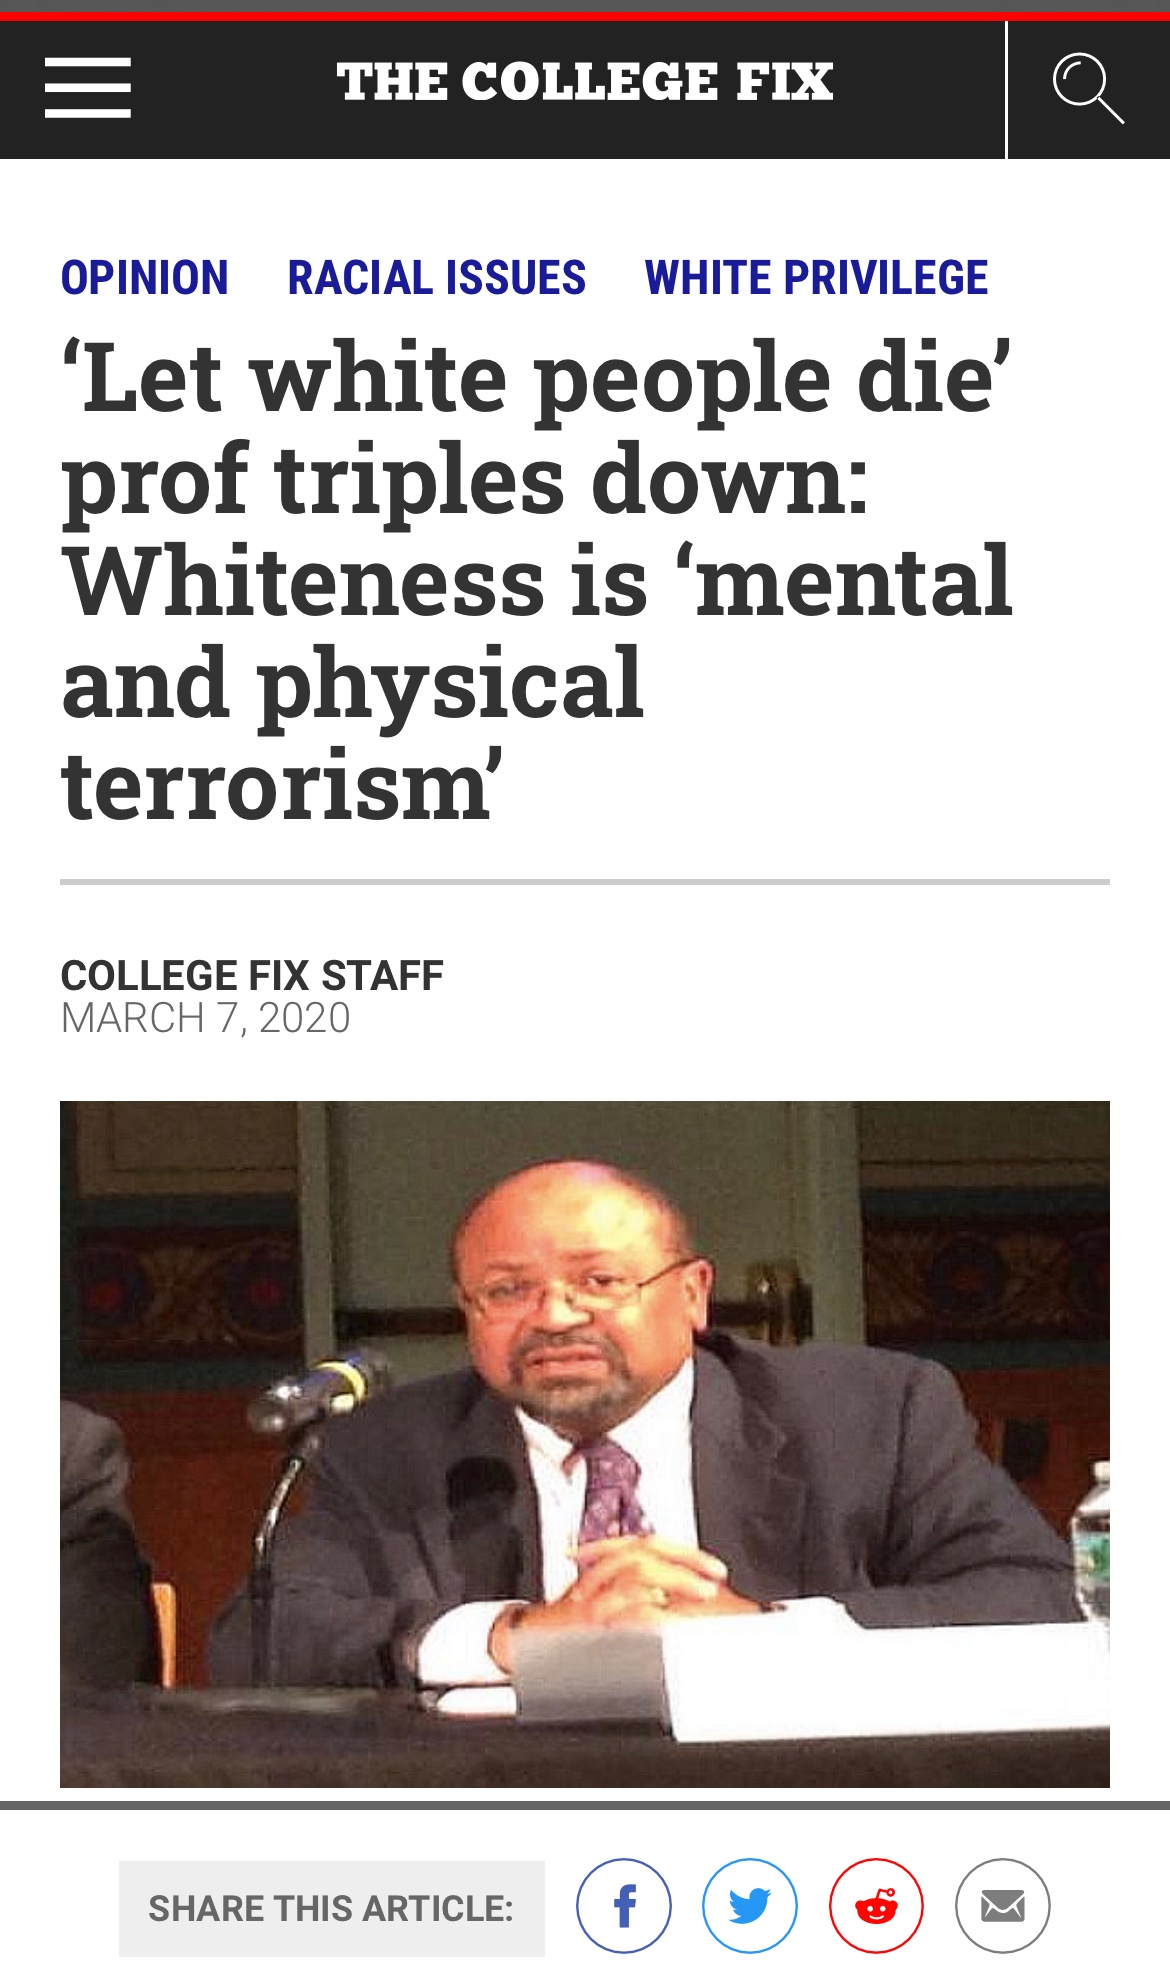 THE COLLEGE FIX
OPINION RACIAL ISSUES WHITE PRIVILEGE
‘Let white people die’
prof triples down:
Whiteness is ‘mental
and physical
terrorism’
COLLEGE FIX STAFF
MARCH 7, 2020
SHARE THIS ARTICLE: